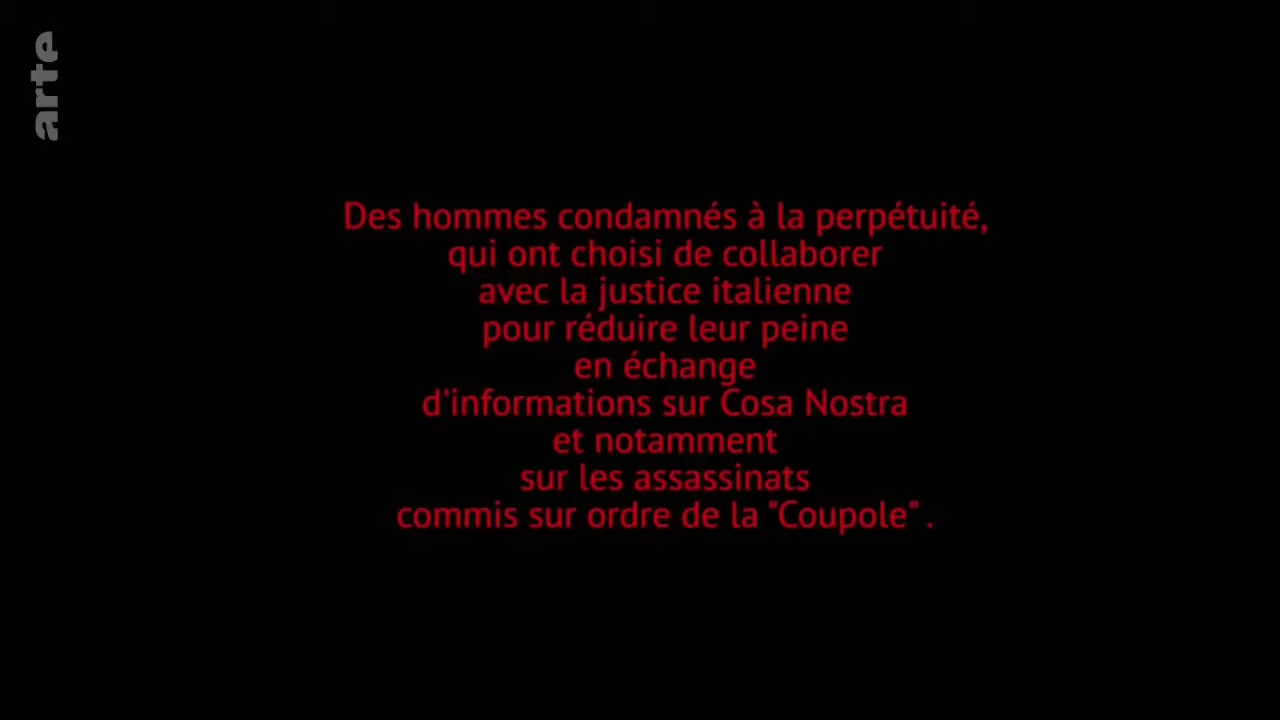 arte
Des hommes condamnés à la perpétuité,
qui ont choisi de collaborer
avec la justice italienne
pour réduire leur peine
en échange
d'informations sur Cosa Nostra
et notamment
sur les assassinats
commis sur ordre de la "Coupole" .